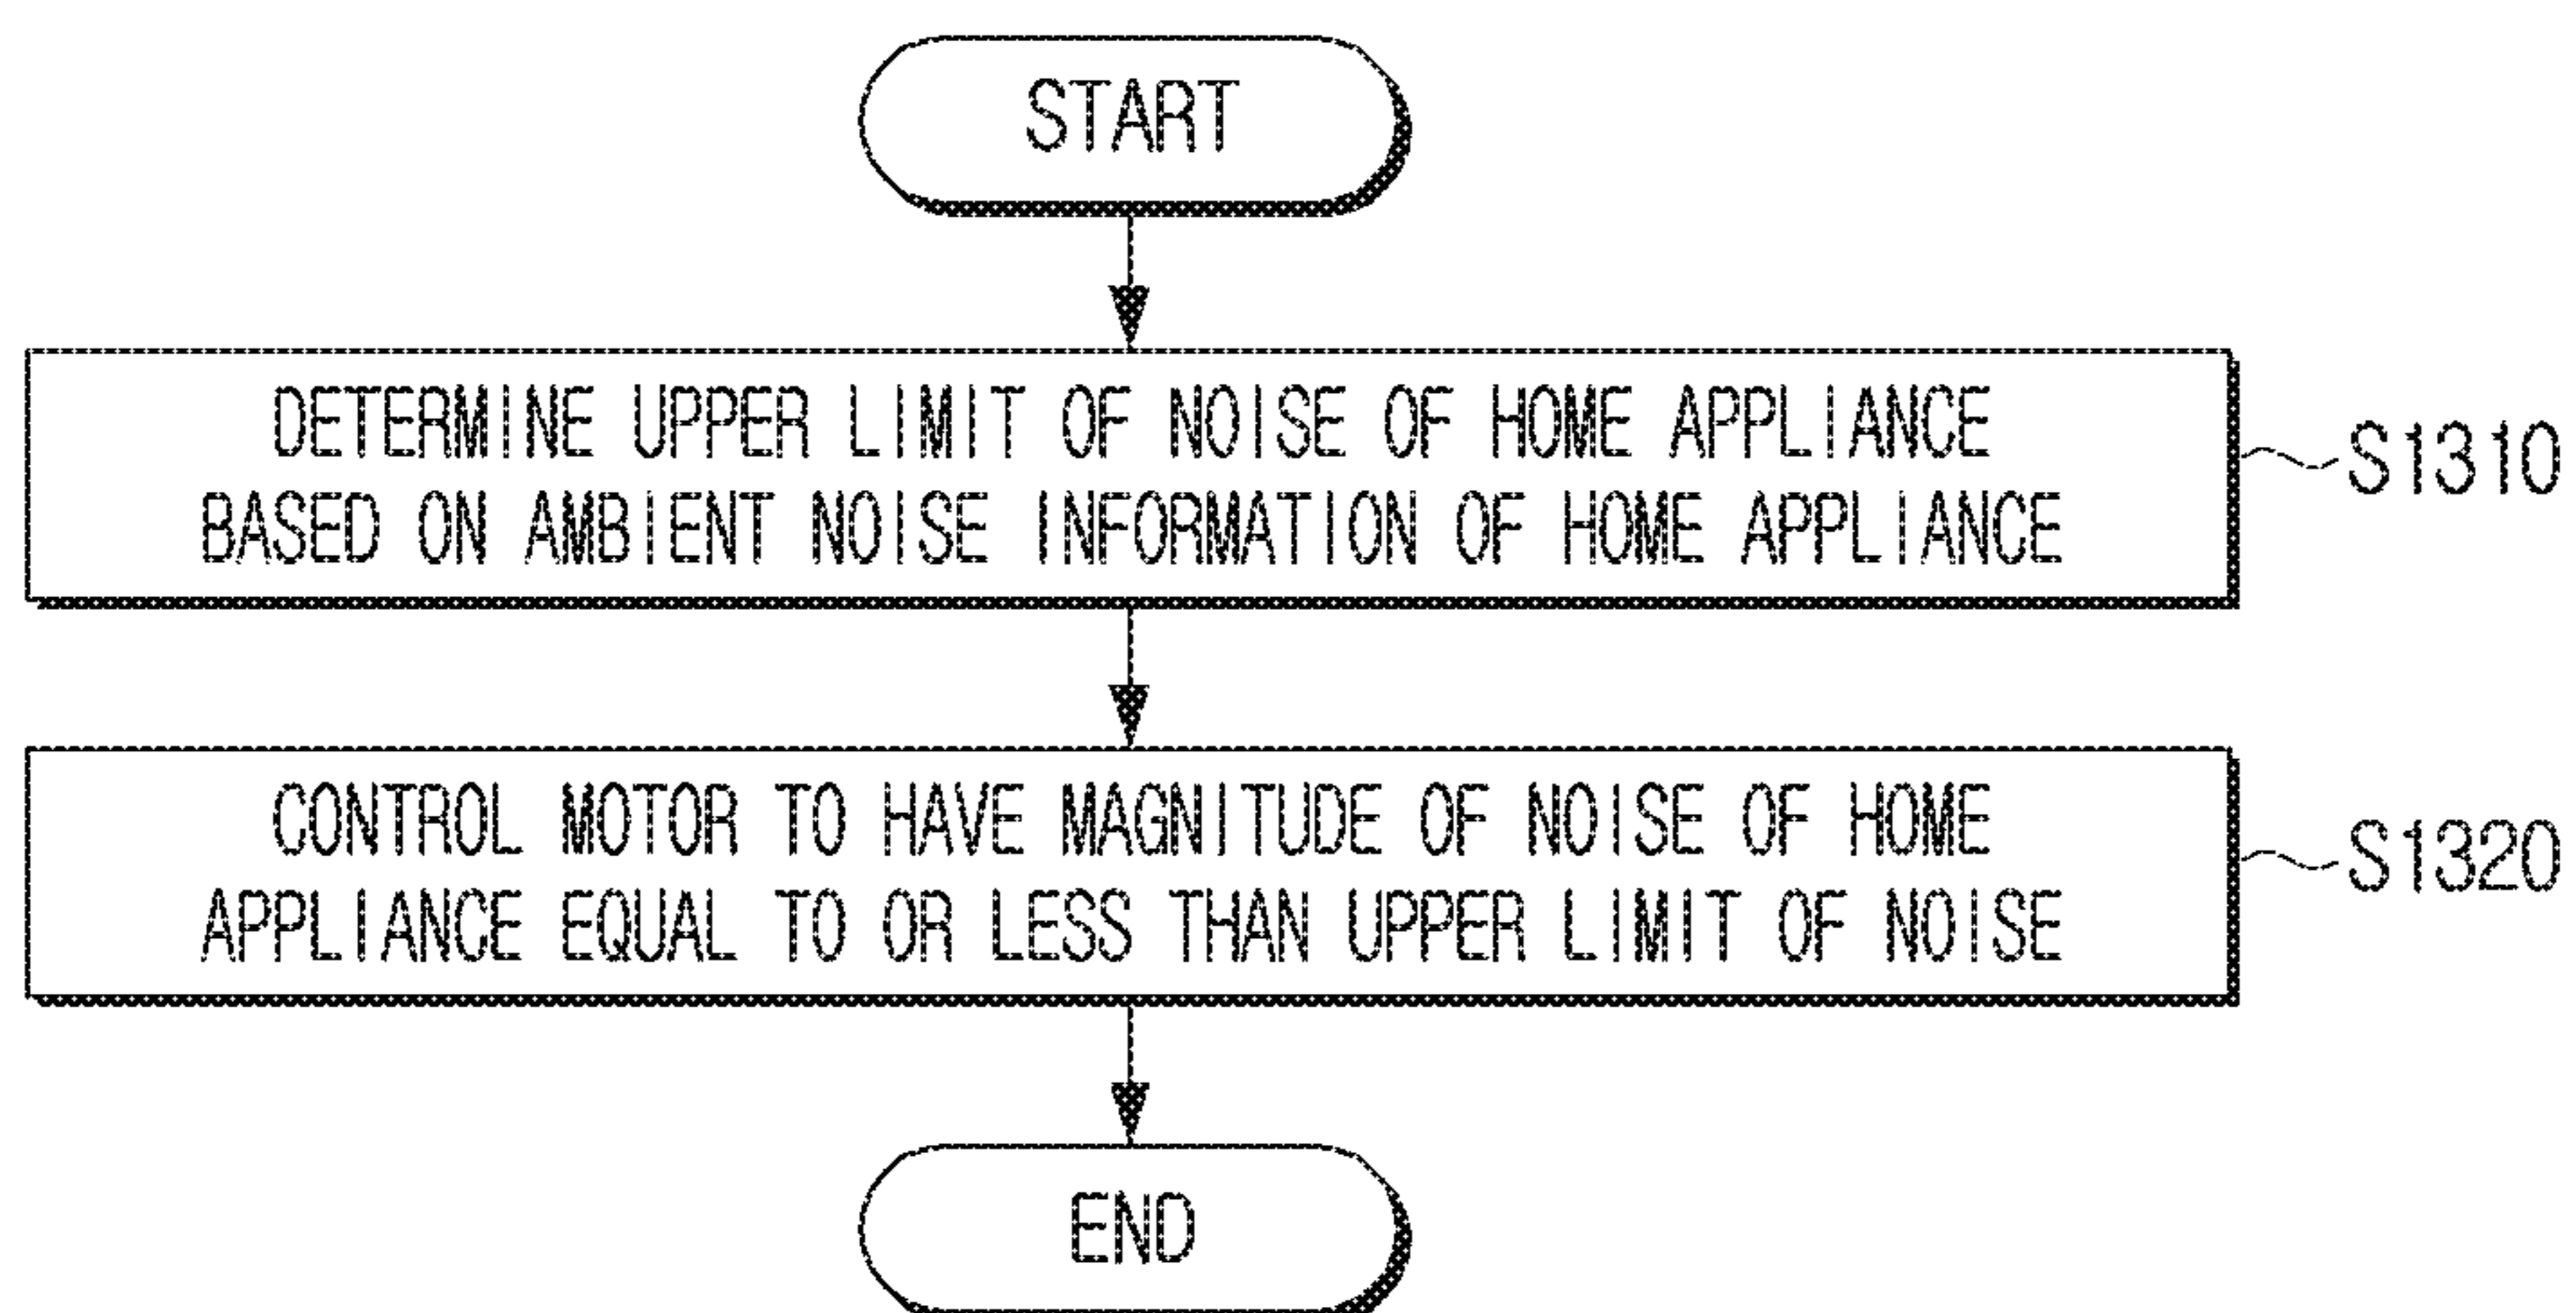 START
DETERMINE UPPER LIMIT OF NOISE OF HOME APPLIANCE
BASED ON AMBIENT NOISE INFORMATION OF HOME APPLIANCE
S1310
CONTROL MOTOR TO HAVE MAGNITUDE OF NOISE OF HOME
APPLIANCE EQUAL TO OR LESS THAN UPPER LIMIT OF NOISE
S1320
END